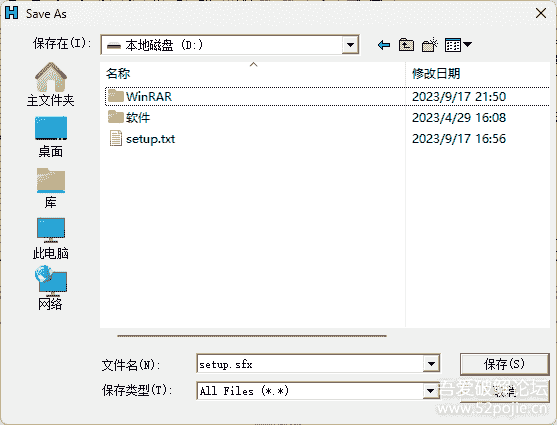 Save As
保存在(I):
本地磁盘 (D:)
名称
修改日期
WinRAR
2023/9/17 21:50
软件
2023/4/29 16:08
setup.txt
2023/9/17 16:56
主文件夹
桌面
库
此电脑
网络
文件名(N):
setup.sfx
保存(S)
保存类型(T):
All Files (*.*)
取消
吾爱破解论坛
www.52pojie.cn